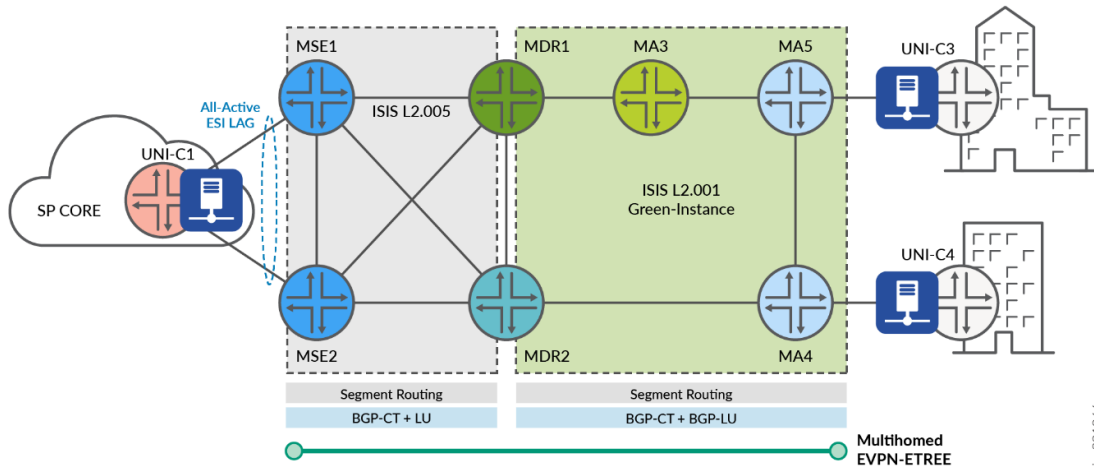 MSE1
MDR1
MA3
MA5
UNI-C3
All-Active
ESI LAG
ISIS L2.005
UNI-C1
SP CORE
ISIS L2.001
Green-Instance
UNI-C4
MSE2
MDR2
MA4
Segment Routing
Segment Routing
BGP-CT + LU
BGP-CT + BGP-LU
Multihomed
EVPN-ETREE